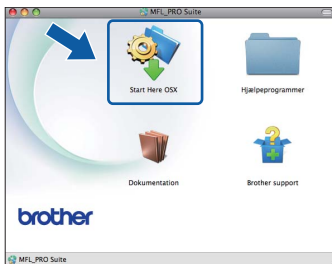 MFL_PRO Suite
Start Here OSX
Hjælpeprogrammer
Dokumentation
Brother support
brother
MFL_PRO Suite